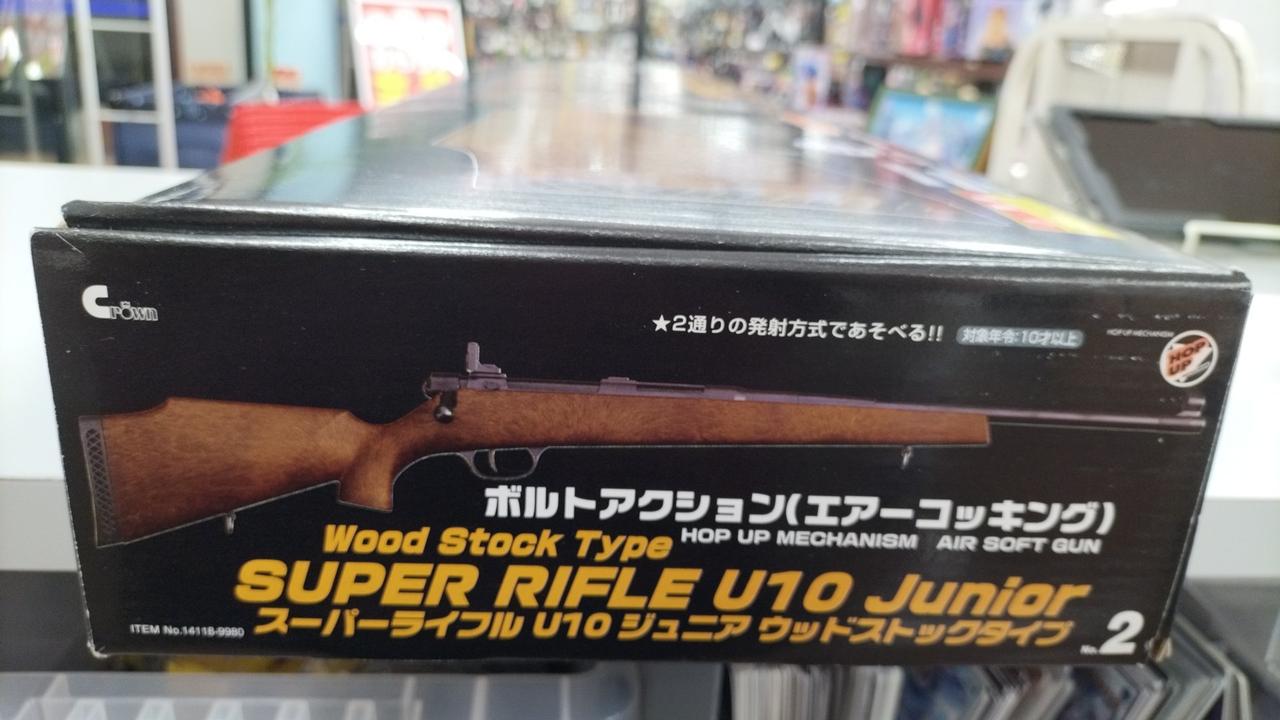 Crown
★2通りの発射方式であそべる!!
対象年令:10才以上
HOP UP MECHANISM
HOP UP
ボルトアクション(エアーコッキング)
HOP UP MECHANISM AIR SOFT GUN
Wood Stock Type
SUPER RIFLE U10 Junior
スーパーライフル U10 ジュニア ウッドストックタイプ
ITEM No.14118-9980
No.2